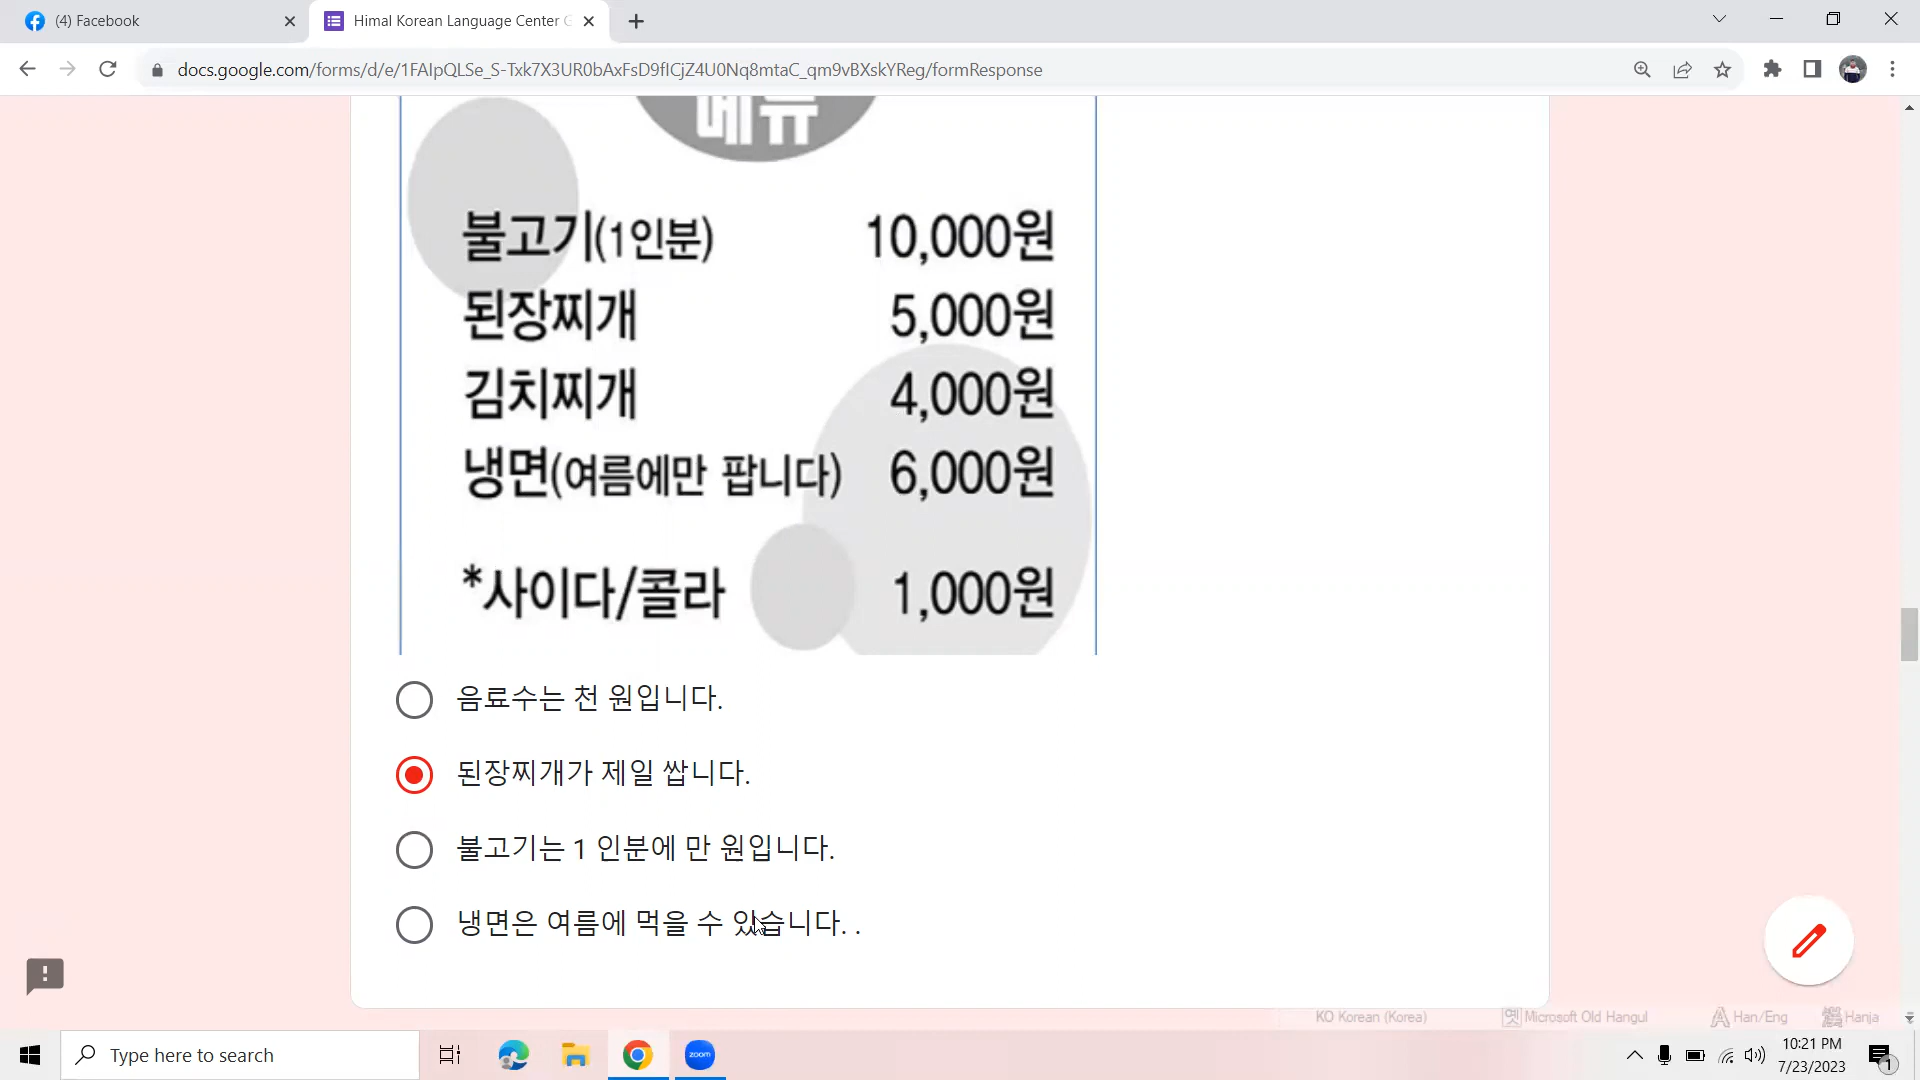 (4) Facebook
Himal Korean Language Center G
docs.google.com/forms/d/e/1FAIpQLSe_S-Txk7X3UR0bAxFsD9fICjZ4U0Nq8mtaC_qm9vBXskYReg/formResponse
메뉴
불고기(1인분) 10,000원
된장찌개 5,000원
김치찌개 4,000원
냉면(여름에만 팝니다) 6,000원
*사이다/콜라 1,000원
음료수는 천 원입니다.
된장찌개가 제일 쌉니다.
불고기는 1 인분에 만 원입니다.
냉면은 여름에 먹을 수 있습니다. .
KO Korean (Korea) 옛 Microsoft Old Hangul A Han/Eng 漢 Hanja
Type here to search
zoom
10:21 PM
7/23/2023
1